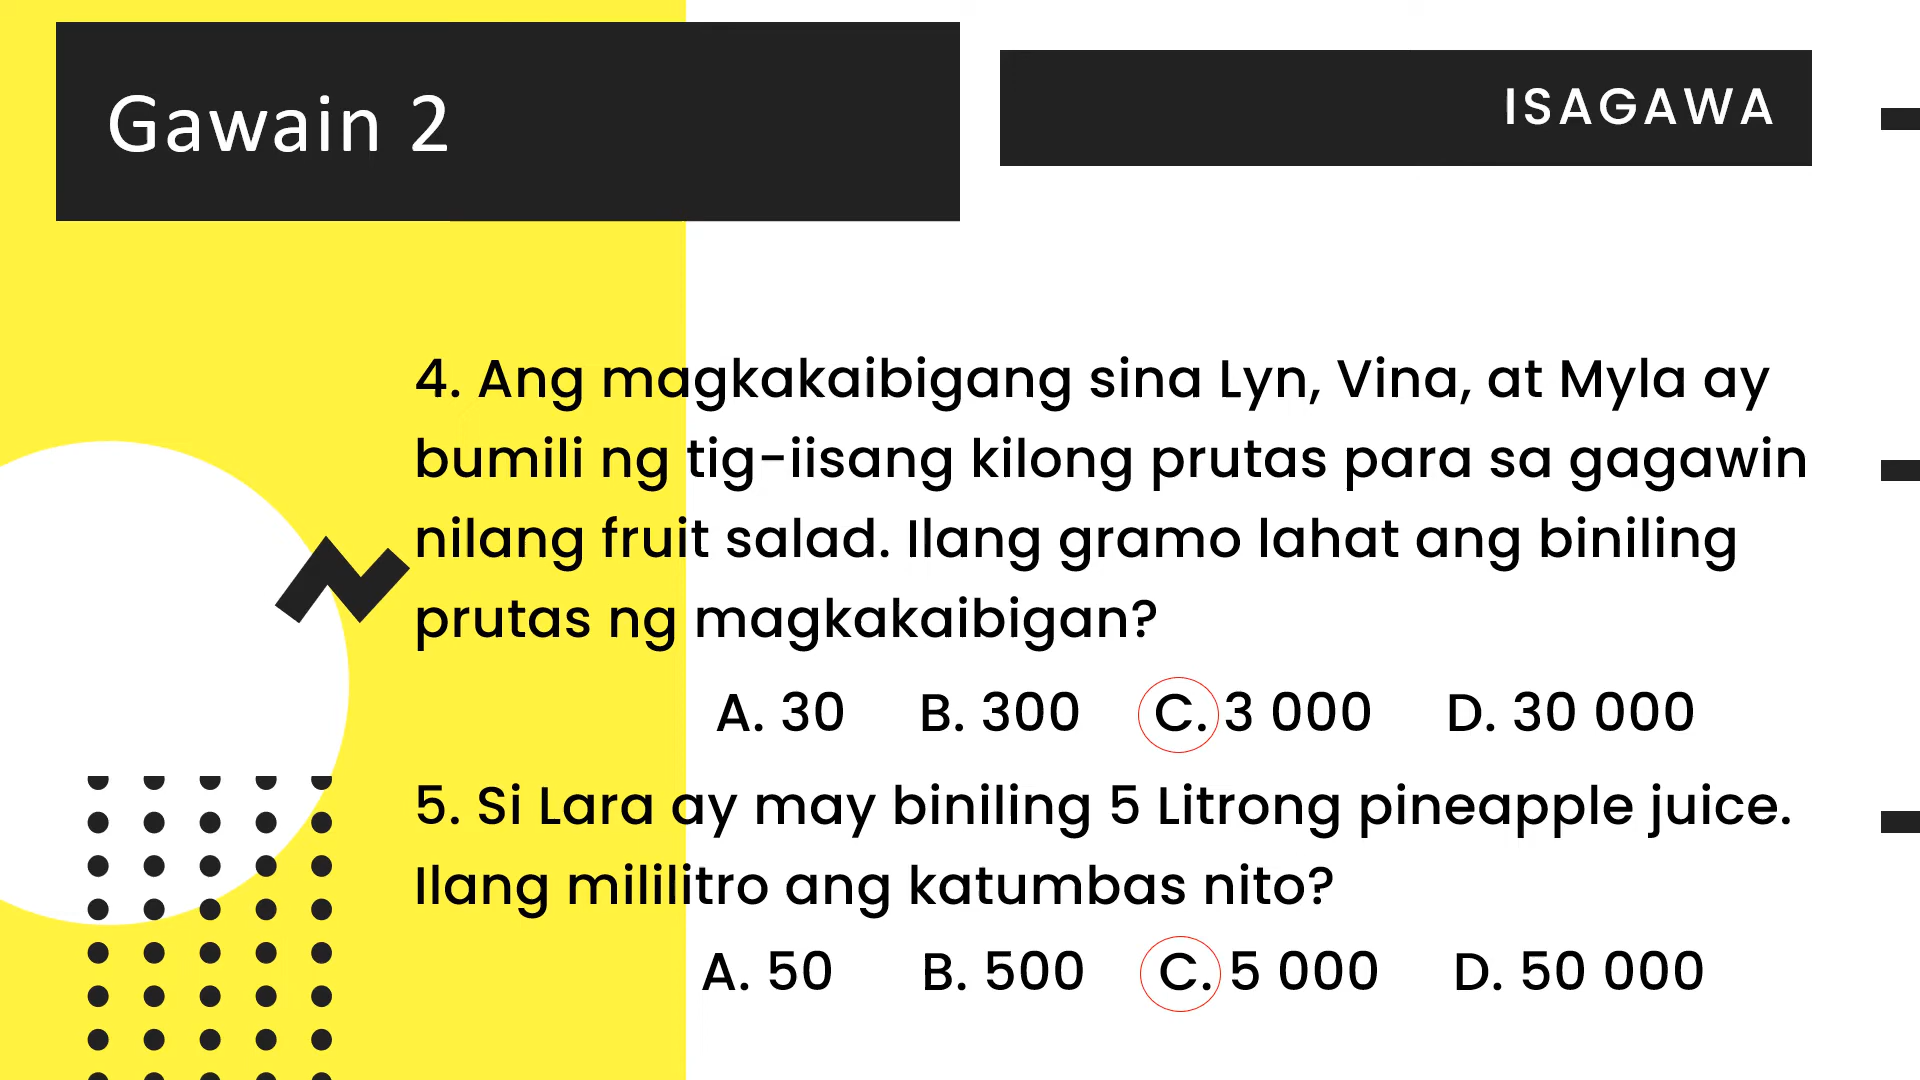 Gawain 2
ISAGAWA
4. Ang magkakaibigang sina Lyn, Vina, at Myla ay
bumili ng tig-iisang kilong prutas para sa gagawin
nilang fruit salad. Ilang gramo lahat ang biniling
prutas ng magkakaibigan?
A. 30 B. 300 C. 3 000 D. 30 000
5. Si Lara ay may biniling 5 Litrong pineapple juice.
Ilang mililitro ang katumbas nito?
A. 50 B. 500 C. 5 000 D. 50 000